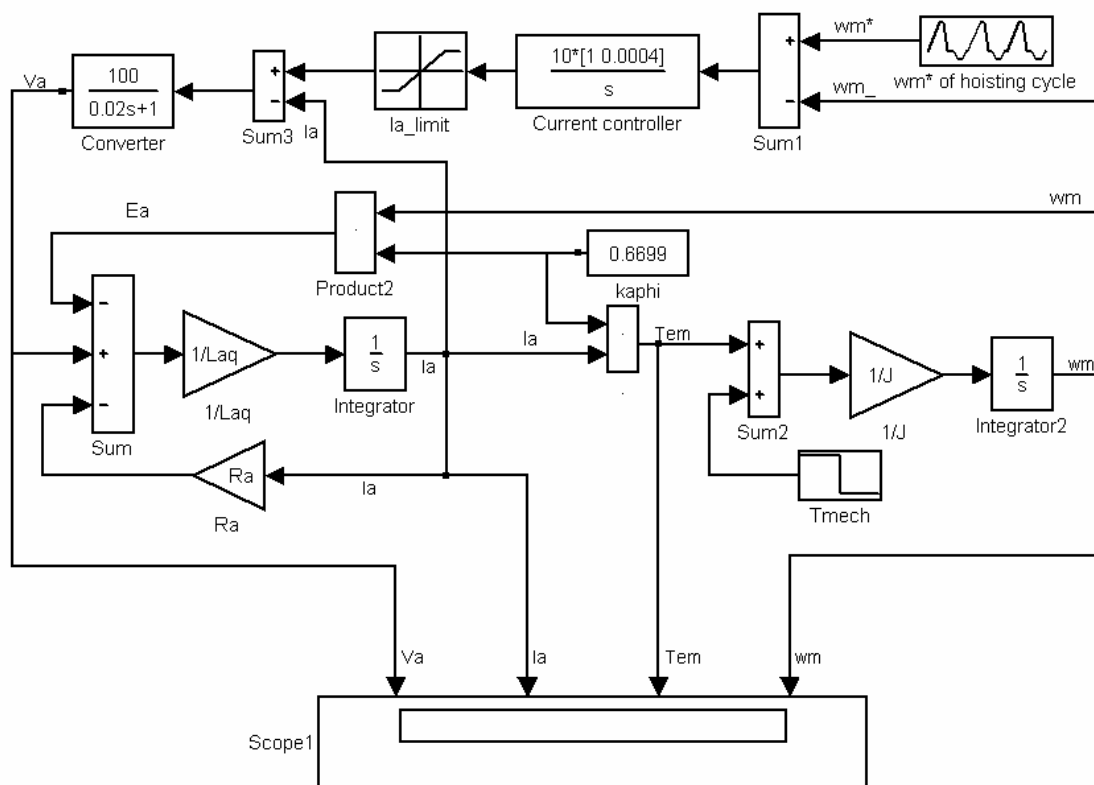 wm*
wm* of hoisting cycle
wm_
+
-
Sum1
10*[1 0.0004]
s
Current controller
Ia_limit
+
-
Sum3
Ia
100
0.02s+1
Converter
Va
Ea
.
Product2
wm
0.6699
kaphi
-
+
-
Sum
1/Laq
1/Laq
1
s
Integrator
Ia
Ia
.
.
Tem
+
+
Sum2
1/J
1/J
1
s
Integrator2
wm
Ra
Ra
Ia
Tmech
Va
Ia
Tem
wm
Scope1